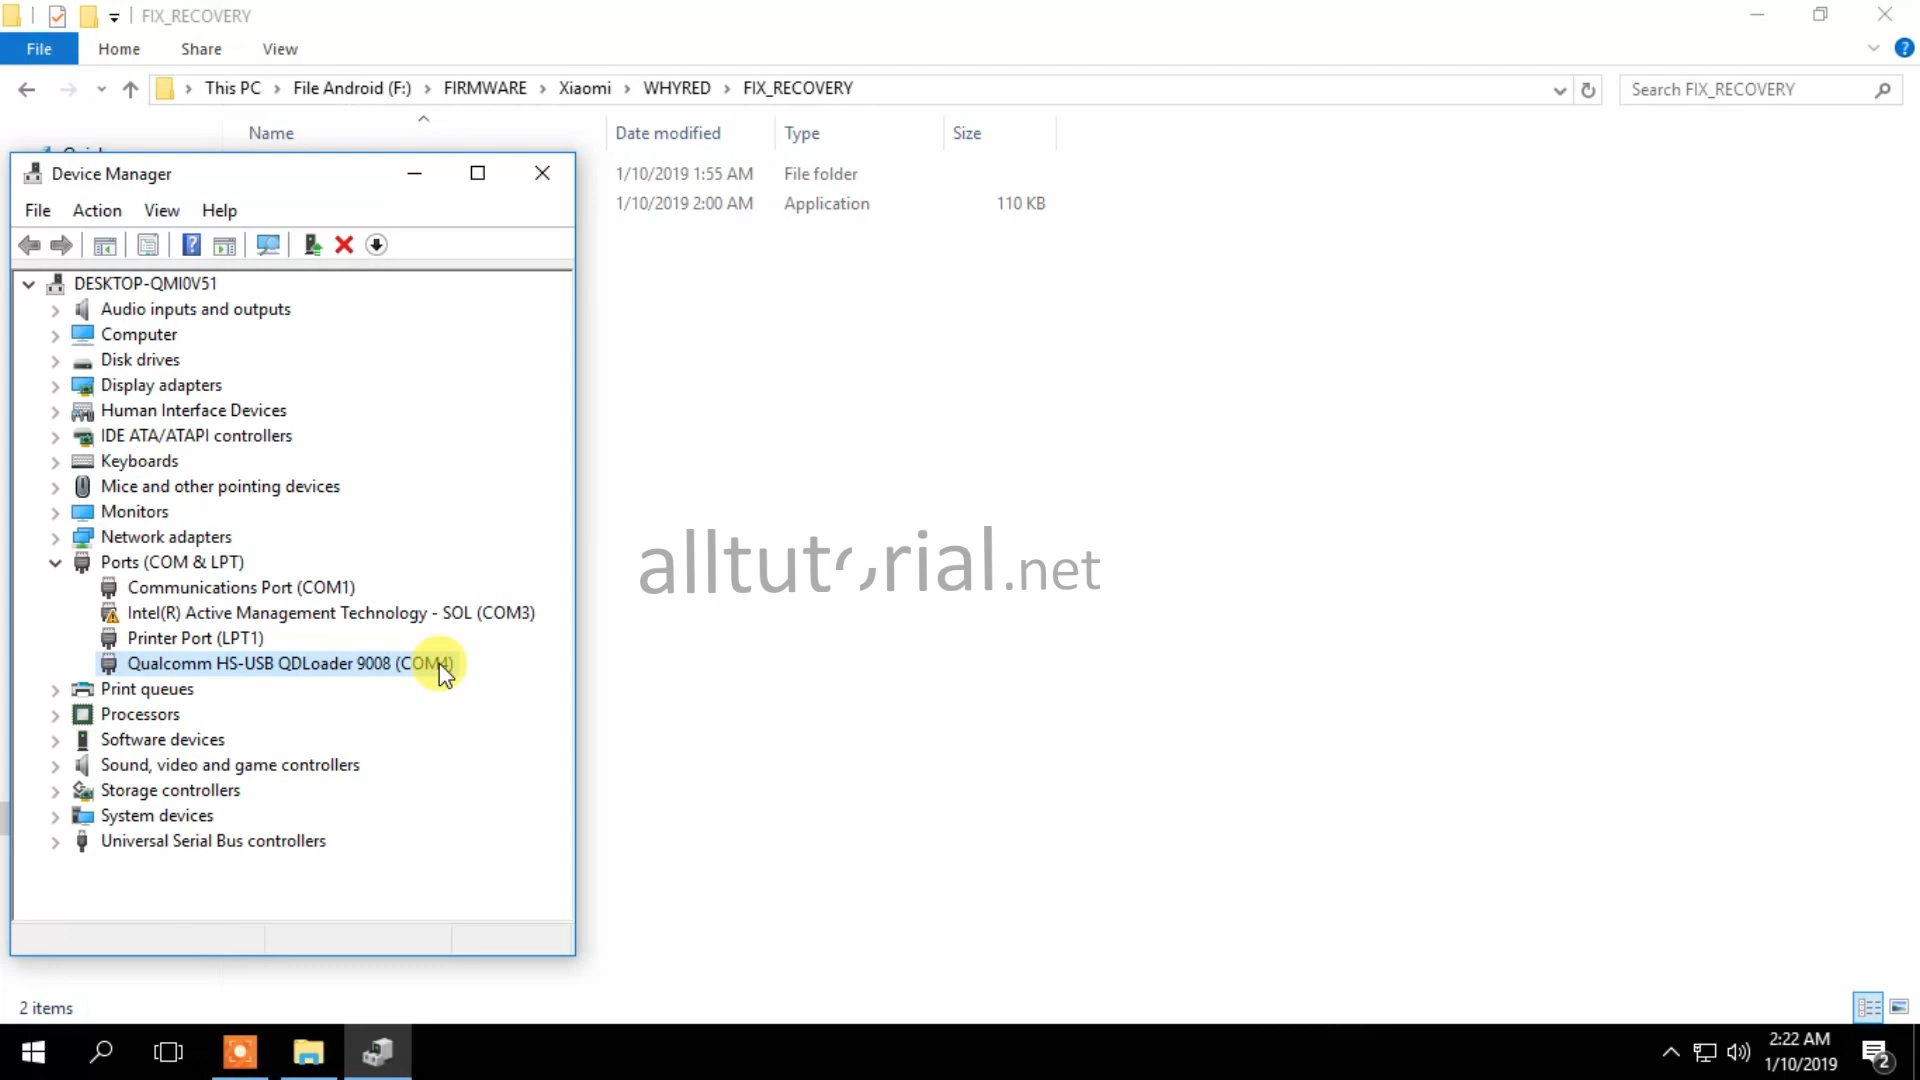 FIX_RECOVERY
File Home Share View
This PC File Android (F:) FIRMWARE Xiaomi WHYRED FIX_RECOVERY
Search FIX_RECOVERY
Name Date modified Type Size
1/10/2019 1:55 AM File folder
1/10/2019 2:00 AM Application 110 KB
Device Manager
File Action View Help
DESKTOP-QMI0V51
Audio inputs and outputs
Computer
Disk drives
Display adapters
Human Interface Devices
IDE ATA/ATAPI controllers
Keyboards
Mice and other pointing devices
Monitors
Network adapters
Ports (COM & LPT)
Communications Port (COM1)
Intel(R) Active Management Technology - SOL (COM3)
Printer Port (LPT1)
Qualcomm HS-USB QDLoader 9008 (COM4)
Print queues
Processors
Software devices
Sound, video and game controllers
Storage controllers
System devices
Universal Serial Bus controllers
alltutorial.net
2 items
2:22 AM
1/10/2019
2